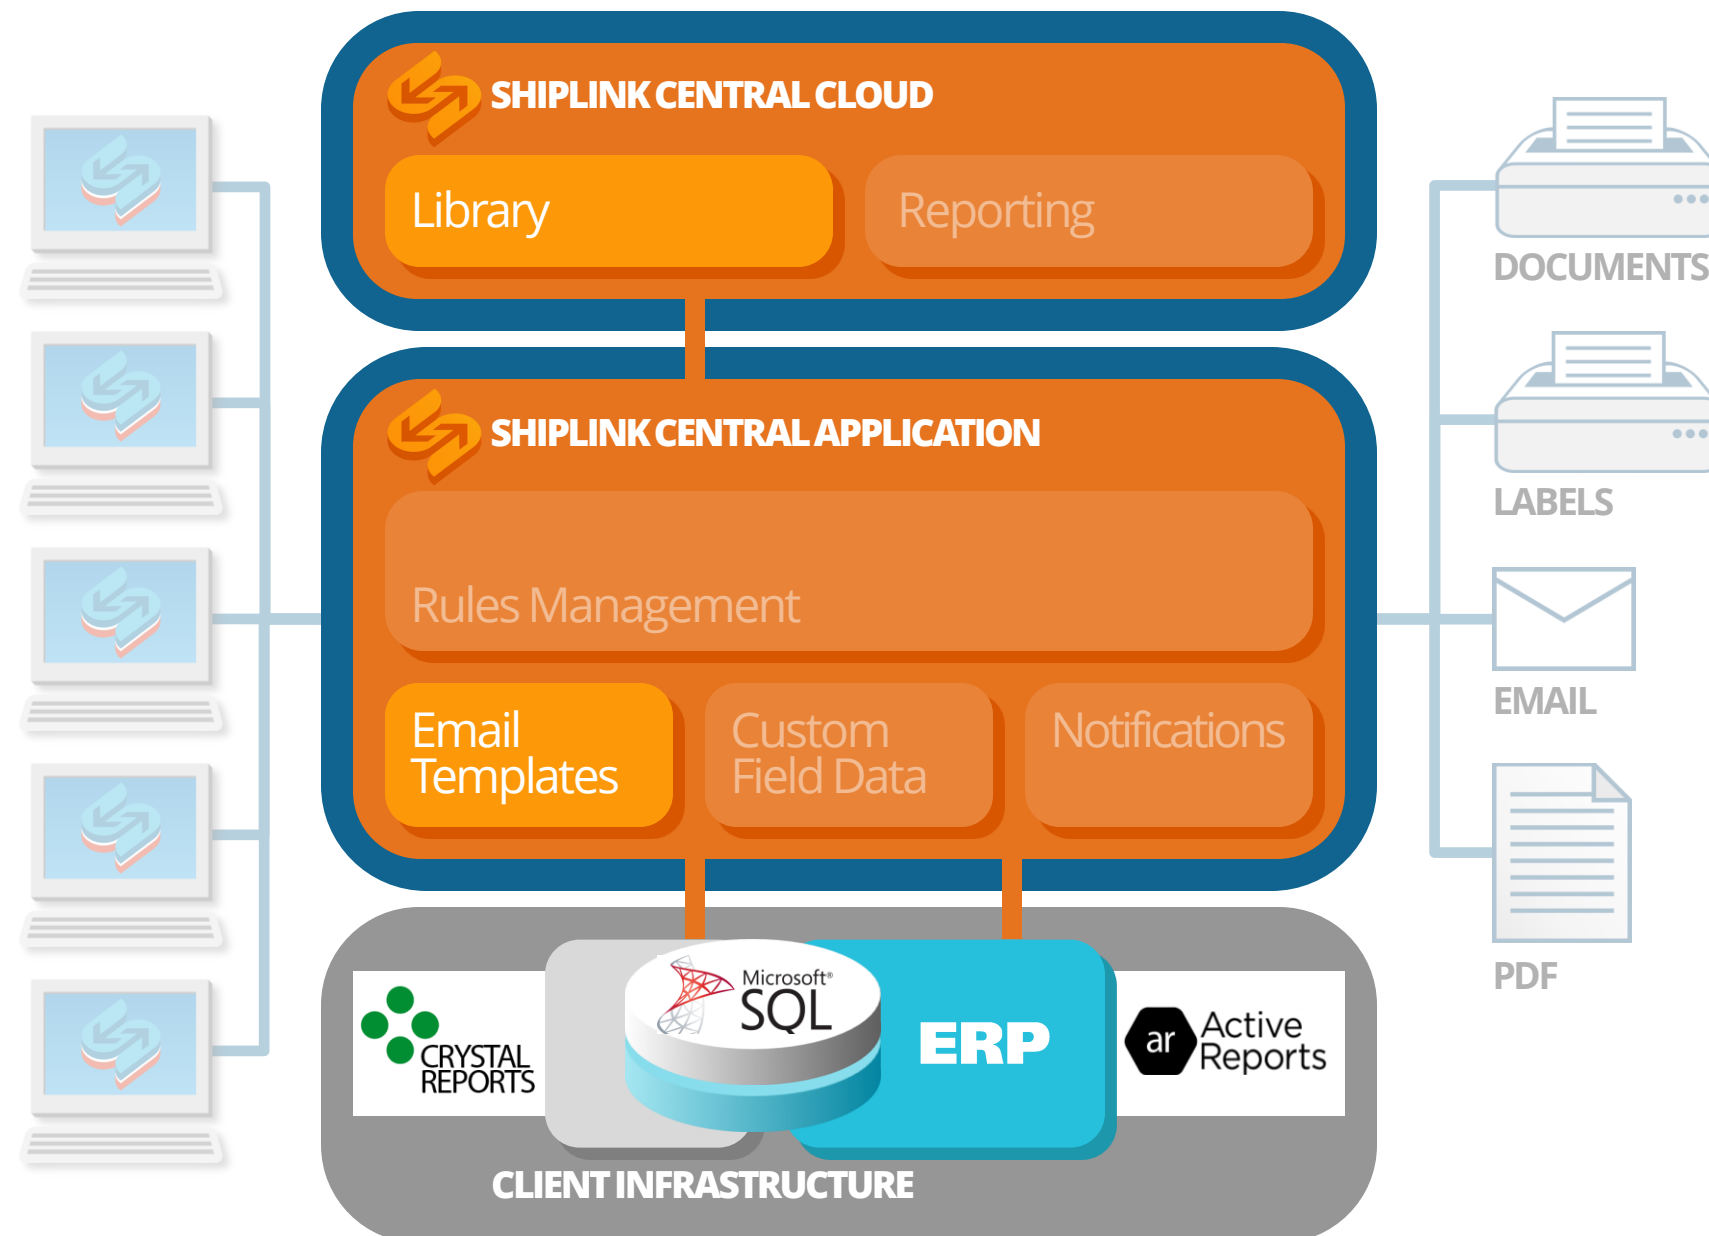 SHIPLINK CENTRAL CLOUD
Library
Reporting
SHIPLINK CENTRAL APPLICATION
Rules Management
Email
Templates
Custom
Field Data
Notifications
DOCUMENTS
LABELS
EMAIL
PDF
CRYSTAL
REPORTS
Microsoft®
SQL
ERP
ar
Active
Reports
CLIENT INFRASTRUCTURE